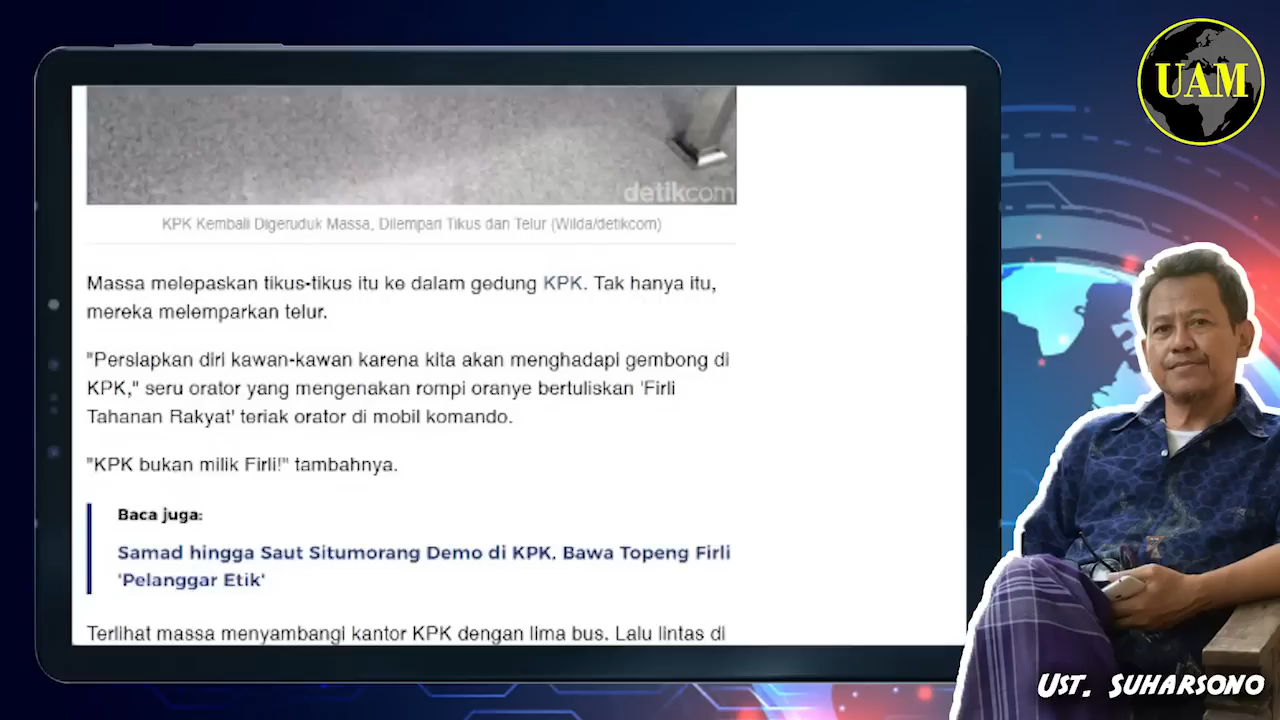 UAM
detikcom
KPK Kembali Digeruduk Massa, Dilempari Tikus dan Telur (Wilda/detikcom)
Massa melepaskan tikus-tikus itu ke dalam gedung KPK. Tak hanya itu,
mereka melemparkan telur.
"Persiapkan diri kawan-kawan karena kita akan menghadapi gembong di
KPK," seru orator yang mengenakan rompi oranye bertuliskan 'Firli
Tahanan Rakyat' teriak orator di mobil komando.
"KPK bukan milik Firli!" tambahnya.
Baca juga:
Samad hingga Saut Situmorang Demo di KPK, Bawa Topeng Firli
'Pelanggar Etik'
Terlihat massa menyambangi kantor KPK dengan lima bus. Lalu lintas di
Ust. Suharsono